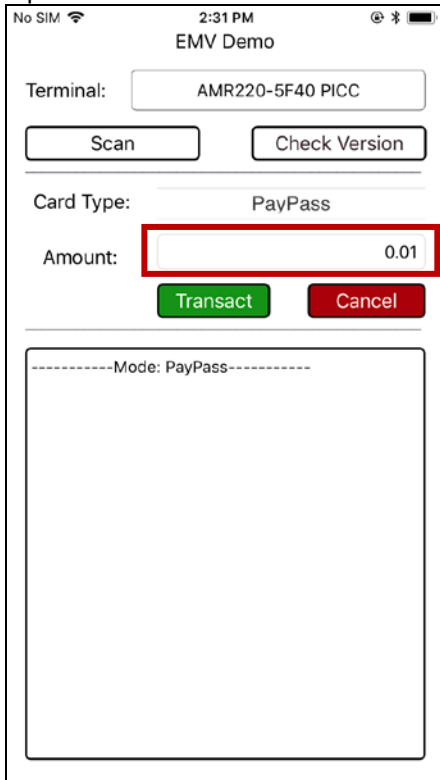 No SIM 2:31 PM
EMV Demo
Terminal: AMR220-5F40 PICC
Scan Check Version
Card Type: PayPass
Amount: 0.01
Transact Cancel
-----------Mode: PayPass-----------